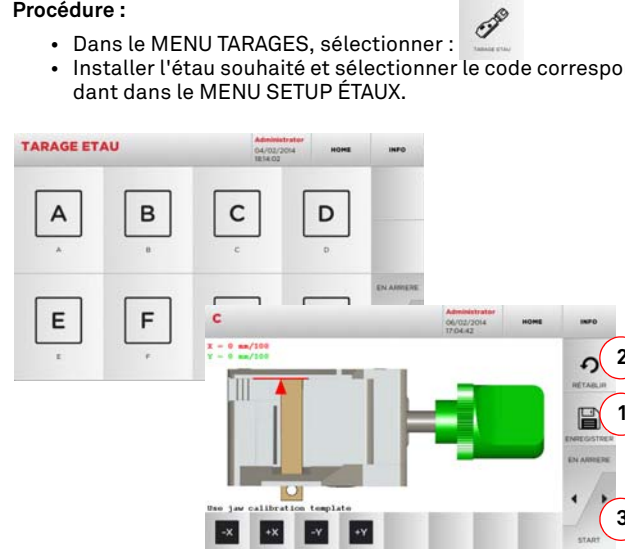 Procédure :
• Dans le MENU TARAGES, sélectionner :
TARAGE ETAU
• Installer l'étau souhaité et sélectionner le code correspo
dant dans le MENU SETUP ÉTAUX.
TARAGE ETAU
Administrator
04/02/2014
18:14:02
HOME
INFO
A
B
C
D
A
B
C
D
EN ARRIERE
E
F
E
F
C
Administrator
06/02/2014
17:04:42
HOME
INFO
X - 0 mm/100
Y - 0 mm/100
2
RÉTABLIR
1
ENREGISTRER
EN ARRIERE
Use jaw calibration template
-X
+X
-Y
+Y
3
START